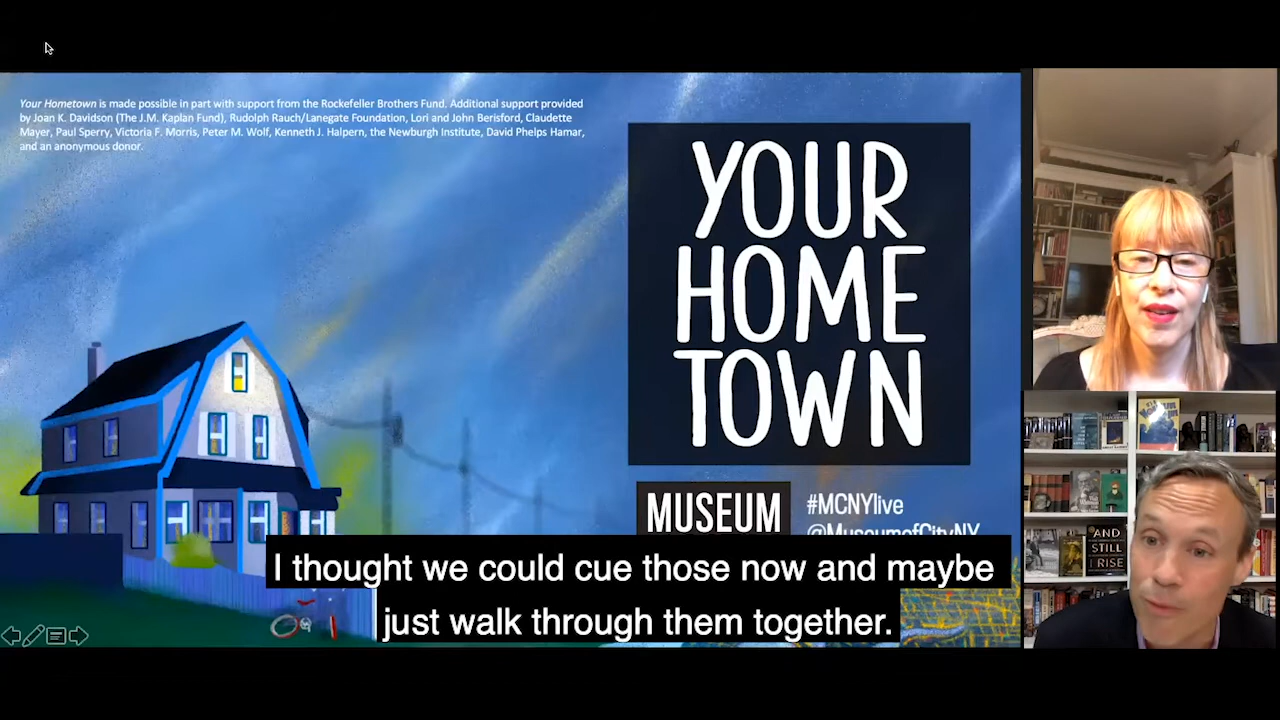 Your Hometown is made possible in part with support from the Rockefeller Brothers Fund. Additional support provided
by Joan K. Davidson (The J.M. Kaplan Fund), Rudolph Rauch/Lanegate Foundation, Lori and John Berisford, Claudette
Mayer, Paul Sperry, Victoria F. Morris, Peter M. Wolf, Kenneth J. Halpern, the Newburgh Institute, David Phelps Hamar,
and an anonymous donor.
YOUR
HOME
TOWN
MUSEUM
#MCNYlive
@MuseumofCityNY
I thought we could cue those now and maybe
just walk through them together.
AND
STILL
I RISE